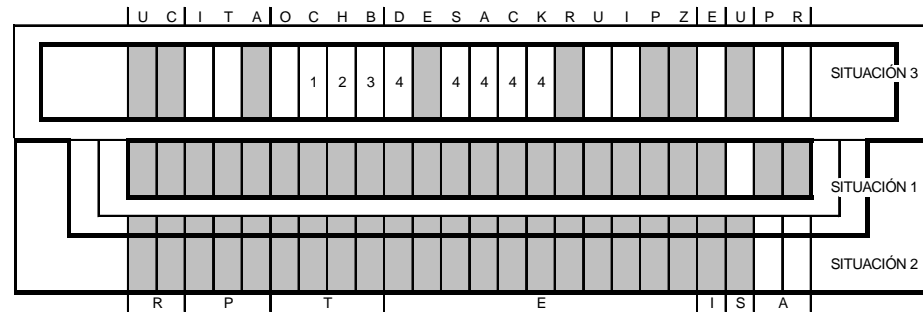 U C I T A O C H B D E S A C K R U I P Z E U P R
1 2 3 4 4 4 4 4 SITUACIÓN 3
SITUACIÓN 1
SITUACIÓN 2
R P T E I S A